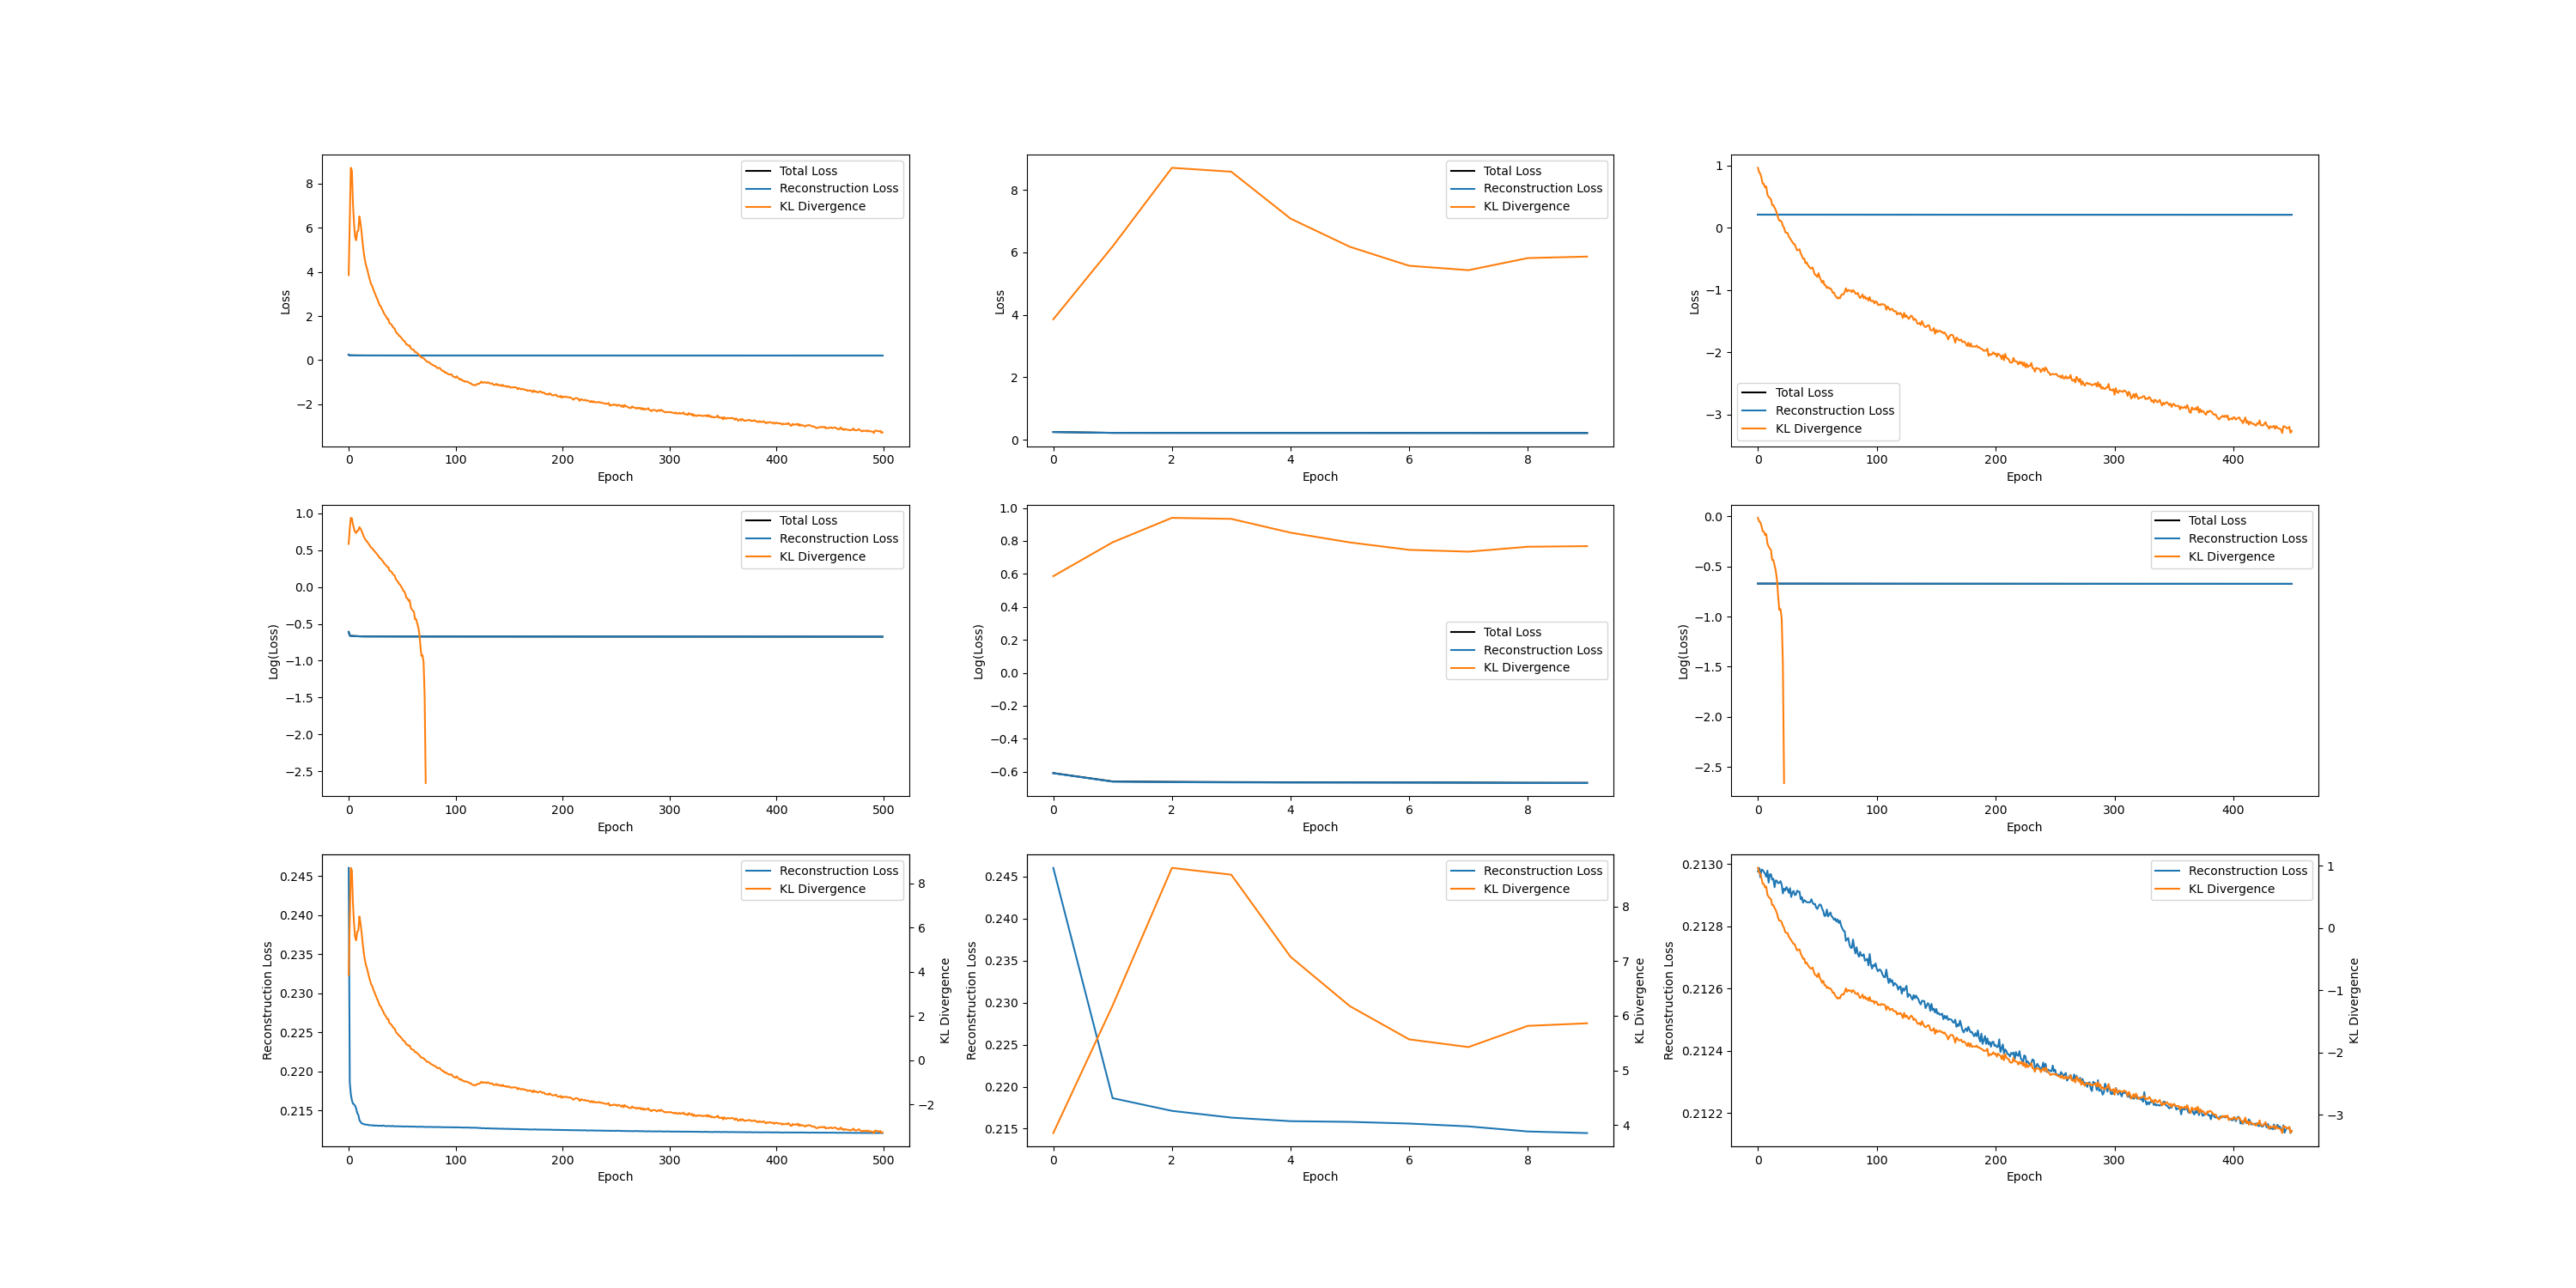 Loss
8
6
4
2
0
−2
0 100 200 300 400 500
Epoch
Total Loss
Reconstruction Loss
KL Divergence
Loss
8
6
4
2
0
0 2 4 6 8
Epoch
Total Loss
Reconstruction Loss
KL Divergence
Loss
1
0
−1
−2
−3
0 100 200 300 400
Epoch
Total Loss
Reconstruction Loss
KL Divergence
Log(Loss)
1.0
0.5
0.0
−0.5
−1.0
−1.5
−2.0
−2.5
0 100 200 300 400 500
Epoch
Total Loss
Reconstruction Loss
KL Divergence
Log(Loss)
1.0
0.8
0.6
0.4
0.2
0.0
−0.2
−0.4
−0.6
0 2 4 6 8
Epoch
Total Loss
Reconstruction Loss
KL Divergence
Log(Loss)
0.0
−0.5
−1.0
−1.5
−2.0
−2.5
0 100 200 300 400
Epoch
Total Loss
Reconstruction Loss
KL Divergence
Reconstruction Loss
0.245
0.240
0.235
0.230
0.225
0.220
0.215
0 100 200 300 400 500
Epoch
Reconstruction Loss
KL Divergence
8
6
4
2
0
−2
KL Divergence
Reconstruction Loss
0.245
0.240
0.235
0.230
0.225
0.220
0.215
0 2 4 6 8
Epoch
Reconstruction Loss
KL Divergence
8
7
6
5
4
KL Divergence
Reconstruction Loss
0.2130
0.2128
0.2126
0.2124
0.2122
0 100 200 300 400
Epoch
Reconstruction Loss
KL Divergence
1
0
−1
−2
−3
KL Divergence